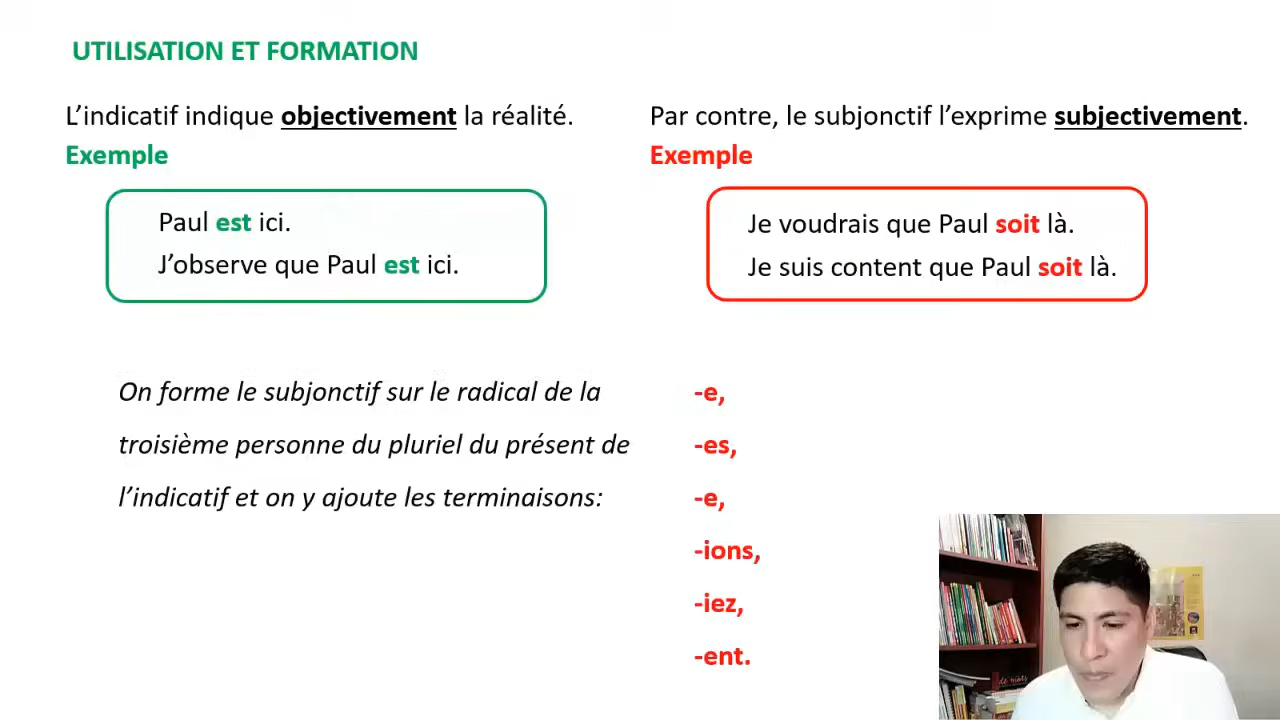 UTILISATION ET FORMATION
L’indicatif indique objectivement la réalité.
Exemple
Paul est ici.
J’observe que Paul est ici.
Par contre, le subjonctif l’exprime subjectivement.
Exemple
Je voudrais que Paul soit là.
Je suis content que Paul soit là.
On forme le subjonctif sur le radical de la
troisième personne du pluriel du présent de
l’indicatif et on y ajoute les terminaisons:
-e,
-es,
-e,
-ions,
-iez,
-ent.
de mots